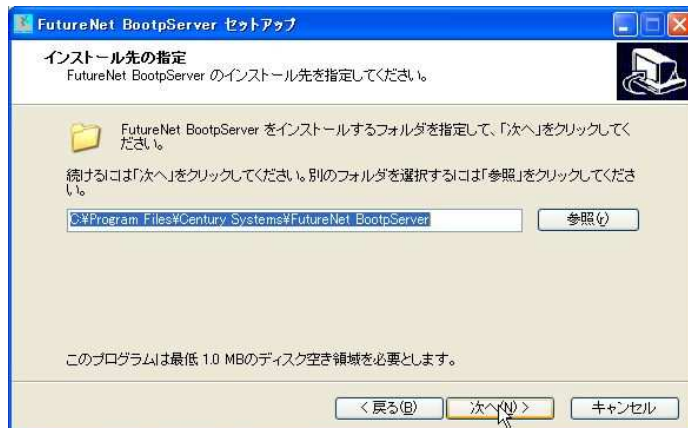 FutureNet BootpServer セットアップ
インストール先の指定
FutureNet BootpServer のインストール先を指定してください。
FutureNet BootpServer をインストールするフォルダを指定して、「次へ」をクリックしてく
ださい。
続けるには「次へ」をクリックしてください。別のフォルダを選択するには「参照」をクリックしてくださ
い。
C:¥Program Files¥Century Systems¥FutureNet BootpServer
参照(r)
このプログラムは最低 1.0 MBのディスク空き領域を必要とします。
< 戻る(B)
次へ(N) >
キャンセル